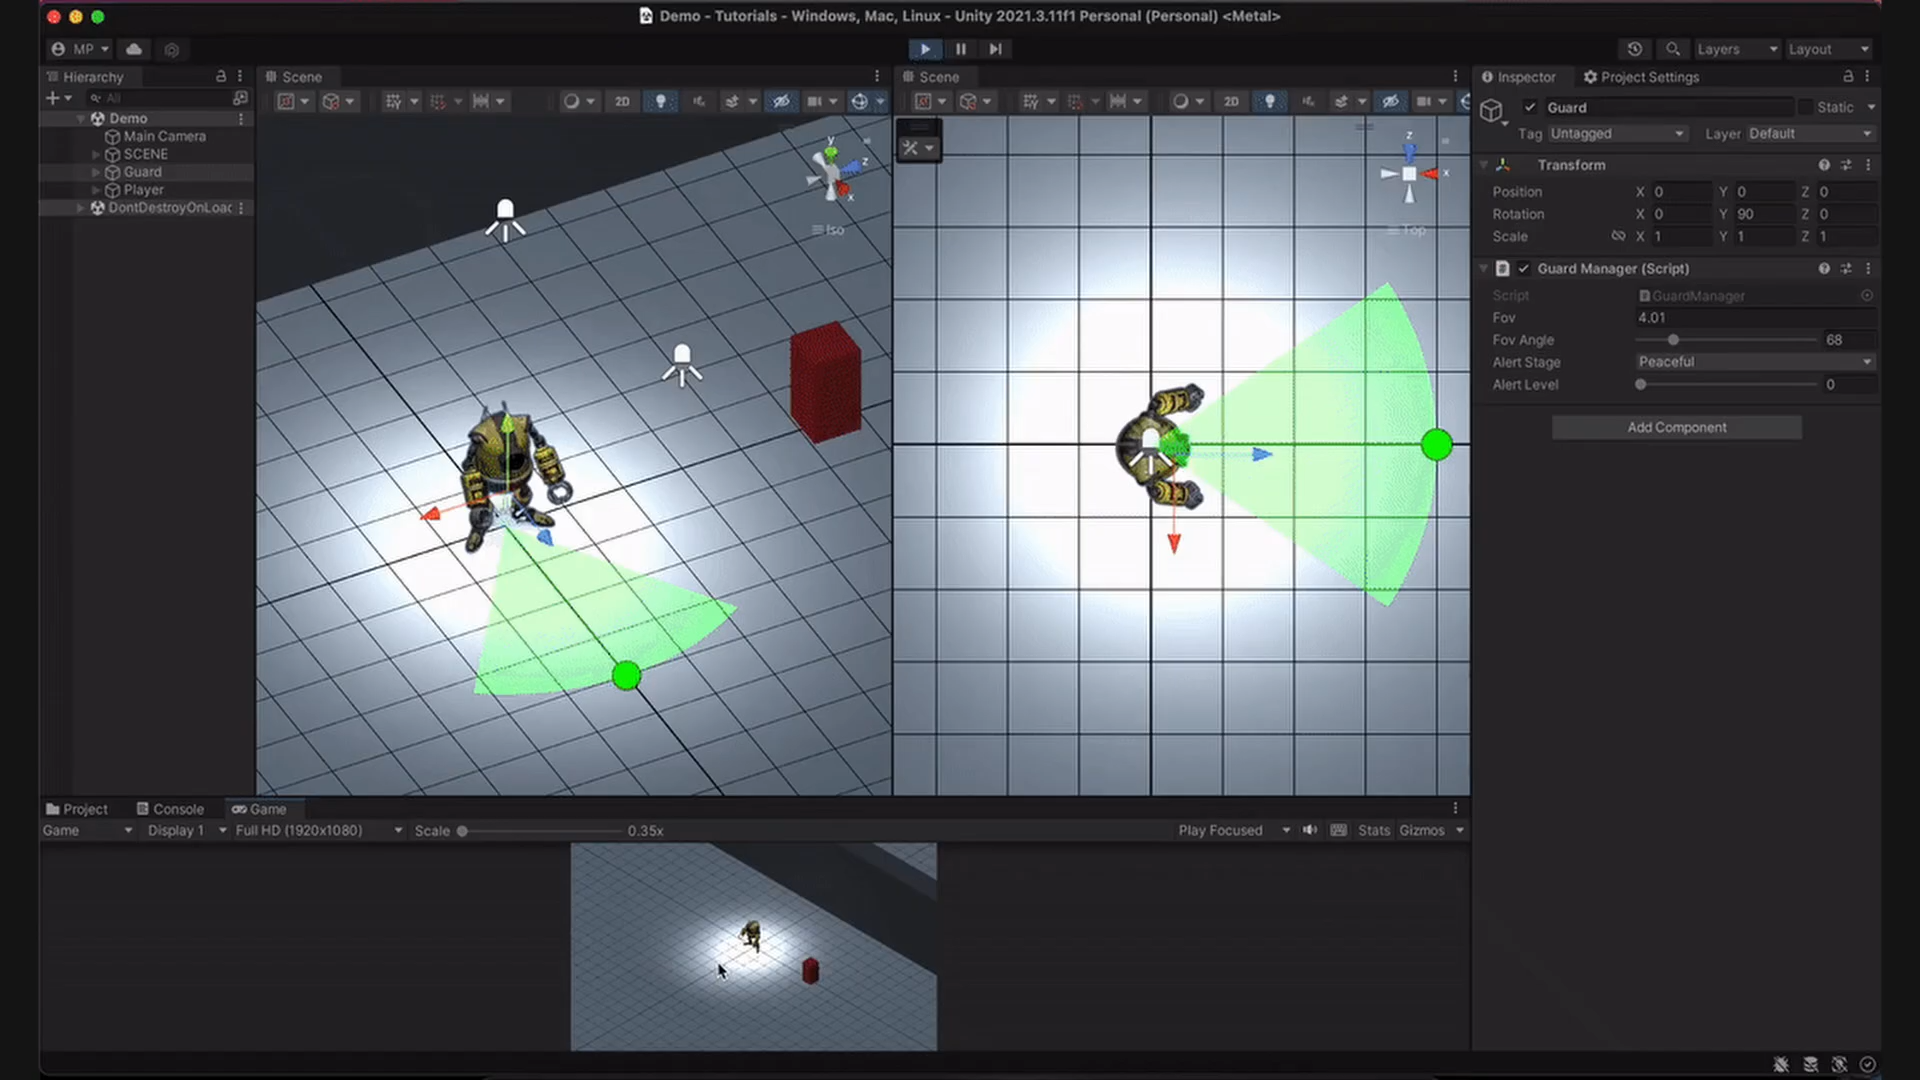 Demo - Tutorials - Windows, Mac, Linux - Unity 2021.3.11f1 Personal (Personal) <Metal>
MP
Layers
Layout
Hierarchy
All
Demo
Main Camera
SCENE
Guard
Player
DontDestroyOnLoad
Scene
2D
y
z
x
Iso
Scene
2D
z
x
Top
Inspector
Project Settings
Guard
Static
Tag Untagged
Layer Default
Transform
Position X 0 Y 0 Z 0
Rotation X 0 Y 90 Z 0
Scale X 1 Y 1 Z 1
Guard Manager (Script)
Script GuardManager
Fov 4.01
Fov Angle 68
Alert Stage Peaceful
Alert Level 0
Add Component
Project
Console
Game
Game
Display 1
Full HD (1920x1080)
Scale 0.35x
Play Focused
Stats
Gizmos